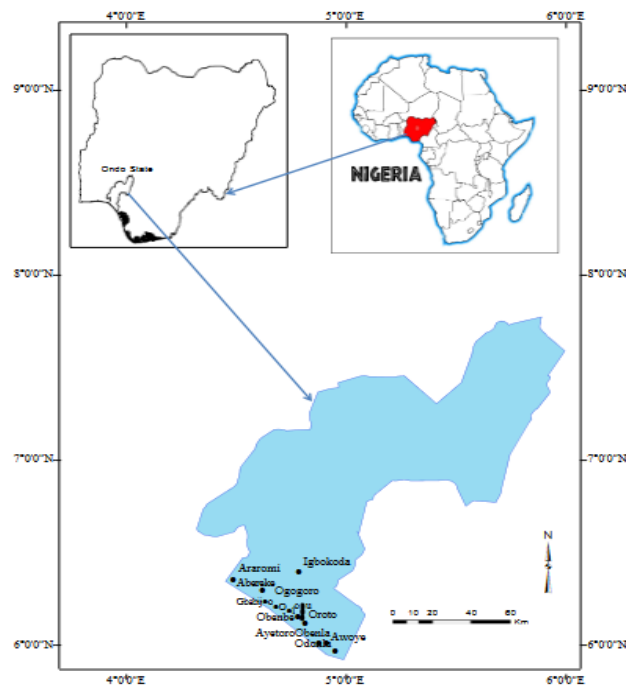 4°0'0"E 5°0'0"E 6°0'0"E
9°0'0"N 9°0'0"N
Ondo State
NIGERIA
8°0'0"N 8°0'0"N
7°0'0"N 7°0'0"N
N
Igbokoda
Araromi
Abereke
Ogogoro
Oroto
Obenbe
0 5 10 20 40 60
Km
Ayetoro Obenla
Awoye
6°0'0"N 6°0'0"N
4°0'0"E 5°0'0"E 6°0'0"E